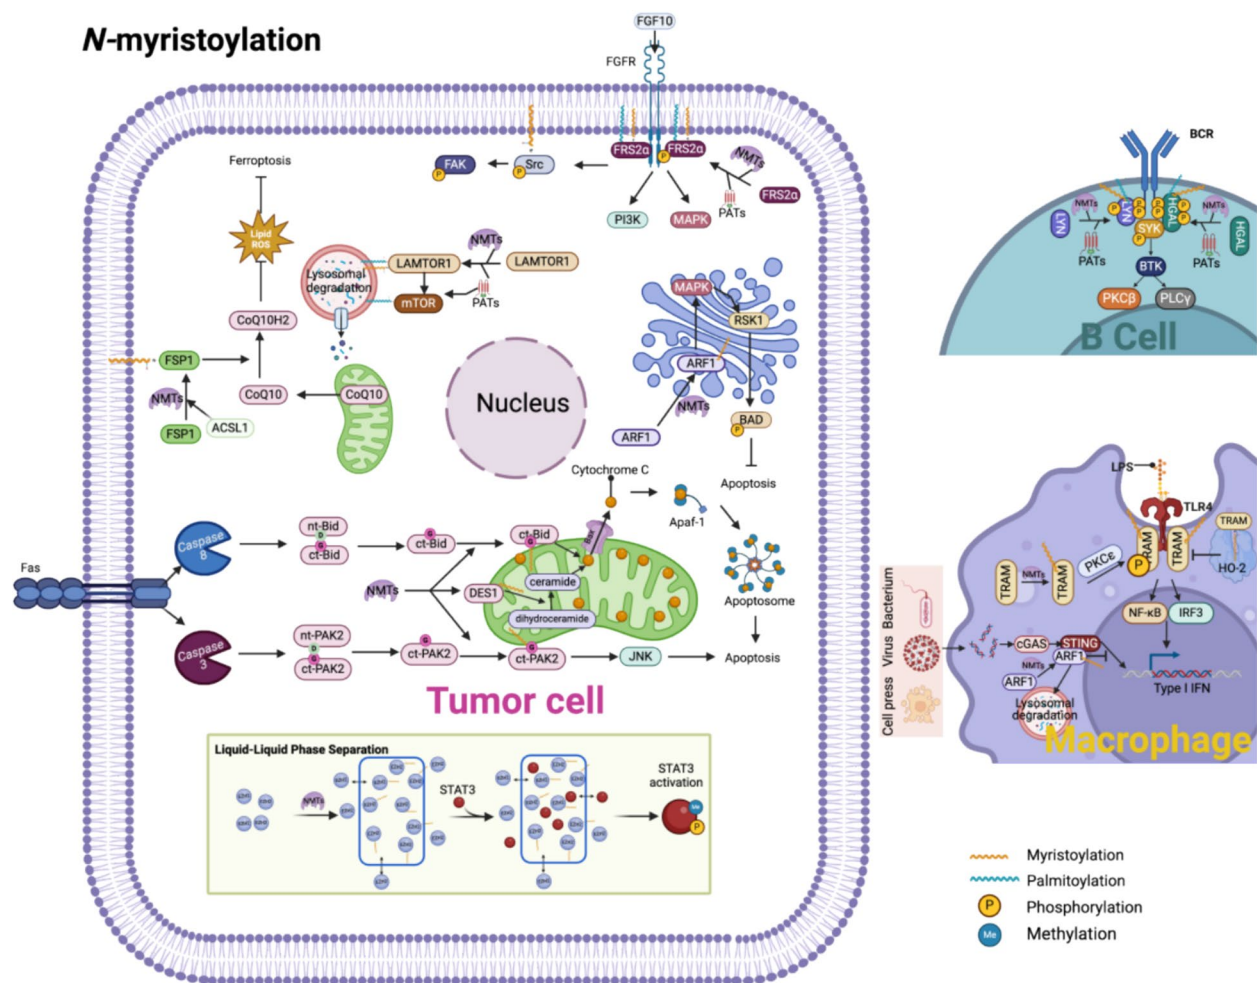 N-myristoylation
FGF10
FGFR
FRS2α
FRS2α
P
NMTs
FRS2α
PATs
FAK
P
Src
P
PI3K
MAPK
Ferroptosis
Lipid
ROS
Lysosomal
degradation
LAMTOR1
NMTs
LAMTOR1
mTOR
PATs
CoQ10H2
FSP1
CoQ10
CoQ10
NMTs
FSP1
ACSL1
Nucleus
MAPK
RSK1
ARF1
NMTs
ARF1
BAD
P
Apoptosis
Cytochrome C
Apaf-1
Apoptosome
Apoptosis
Fas
Caspase
8
nt-Bid
D
G
ct-Bid
G
ct-Bid
G
ct-Bid
Bax
NMTs
DES1
ceramide
dihydroceramide
Caspase
3
nt-PAK2
D
G
ct-PAK2
G
ct-PAK2
G
ct-PAK2
JNK
Tumor cell
Liquid-Liquid Phase Separation
NMTs
STAT3
STAT3
activation
Me
P
BCR
LYN
NMTs
PATs
LYN
P
P
P
P
P
P
P
P
SYK
HGAL
NMTs
PATs
HGAL
BTK
PKCβ
PLCγ
B Cell
LPS
TLR4
TRAM
TRAM
P
TRAM
HO-2
TRAM
NMTs
TRAM
PKCε
NF-κB
IRF3
Cell press
Virus
Bacterium
cGAS
STING
ARF1
NMTs
ARF1
Lysosomal
degradation
Type I IFN
Macrophage
Myristoylation
Palmitoylation
P
Phosphorylation
Me
Methylation